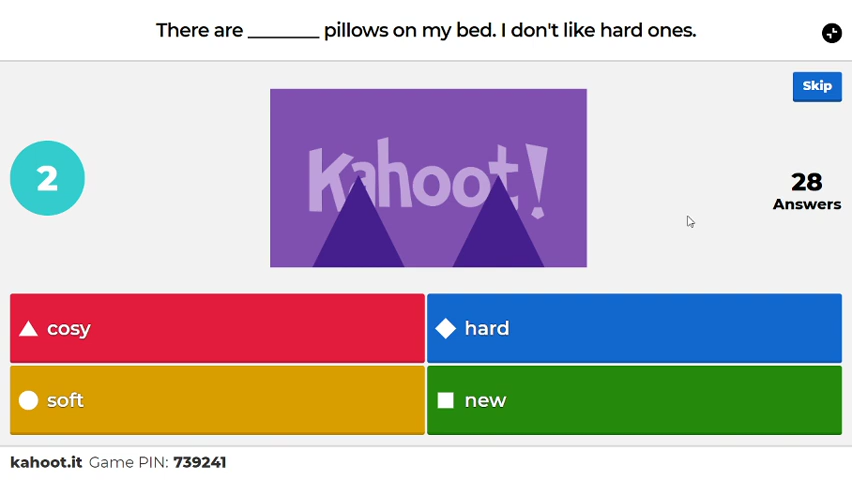 There are _______ pillows on my bed. I don't like hard ones.
Skip
Kahoot!
2
28
Answers
cosy
hard
soft
new
kahoot.it Game PIN: 739241